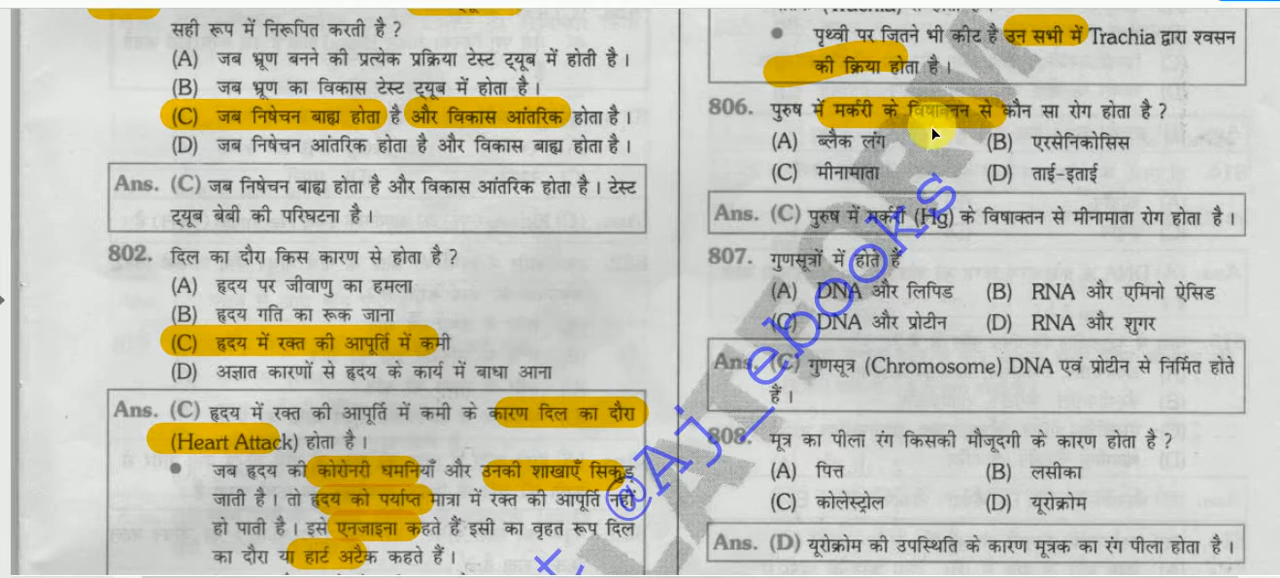 सही रूप में निरूपित करती है ?
(A) जब भ्रूण बनने की प्रत्येक प्रक्रिया टेस्ट ट्यूब में होती है।
(B) जब भ्रूण का विकास टेस्ट ट्यूब में होता है।
(C) जब निषेचन बाह्य होता है और विकास आंतरिक होता है।
(D) जब निषेचन आंतरिक होता है और विकास बाह्य होता है।
Ans. (C) जब निषेचन बाह्य होता है और विकास आंतरिक होता है। टेस्ट
ट्यूब बेबी की परिघटना है।
802. दिल का दौरा किस कारण से होता है ?
(A) हृदय पर जीवाणु का हमला
(B) हृदय गति का रूक जाना
(C) हृदय में रक्त की आपूर्ति में कमी
(D) अज्ञात कारणों से हृदय के कार्य में बाधा आना
Ans. (C) हृदय में रक्त की आपूर्ति में कमी के कारण दिल का दौरा
(Heart Attack) होता है।
• जब हृदय की कोरोनरी धमनियाँ और उनकी शाखाएँ सिकुड़
जाती है। तो हृदय को पर्याप्त मात्रा में रक्त की आपूर्ति नहीं
हो पाती है। इसे एनजाइना कहते हैं इसी का वृहत रूप दिल
का दौरा या हार्ट अटैक कहते हैं।
• पृथ्वी पर जितने भी कीट है उन सभी में Trachia द्वारा श्वसन
की क्रिया होता है।
806. पुरुष में मर्करी के विषाक्तन से कौन सा रोग होता है ?
(A) ब्लैक लंग (B) एरसेनिकोसिस
(C) मीनामाता (D) ताई-इताई
Ans. (C) पुरुष में मर्करी (Hg) के विषाक्तन से मीनामाता रोग होता है।
807. गुणसूत्रों में होते हैं
(A) DNA और लिपिड (B) RNA और एमिनो ऐसिड
(C) DNA और प्रोटीन (D) RNA और शुगर
Ans. (C) गुणसूत्र (Chromosome) DNA एवं प्रोटीन से निर्मित होते
हैं।
808. मूत्र का पीला रंग किसकी मौजूदगी के कारण होता है ?
(A) पित्त (B) लसीका
(C) कोलेस्ट्रोल (D) यूरोक्रोम
Ans. (D) यूरोक्रोम की उपस्थिति के कारण मूत्रक का रंग पीला होता है।
@Aj_ebooks